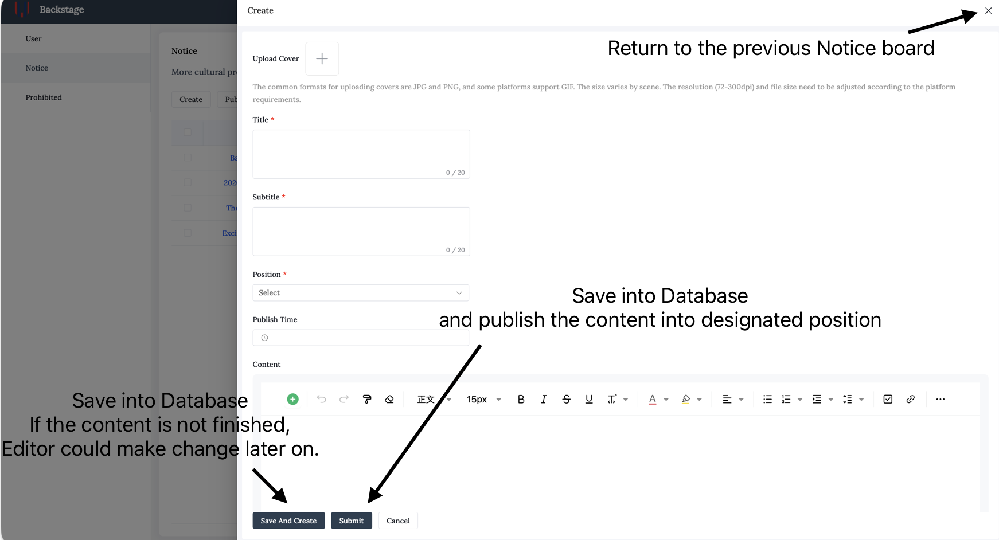 Backstage
Create
User
Notice
Prohibited
Notice
More cultural pr
Create
Pub
Ba
202
The
Exci
Return to the previous Notice board
Upload Cover
The common formats for uploading covers are JPG and PNG, and some platforms support GIF. The size varies by scene. The resolution (72-300dpi) and file size need to be adjusted according to the platform
requirements.
Title *
0 / 20
Subtitle *
0 / 20
Position *
Select
Save into Database
and publish the content into designated position
Publish Time
Content
正文
15px
Save into Database
If the content is not finished,
Editor could make change later on.
Save And Create
Submit
Cancel